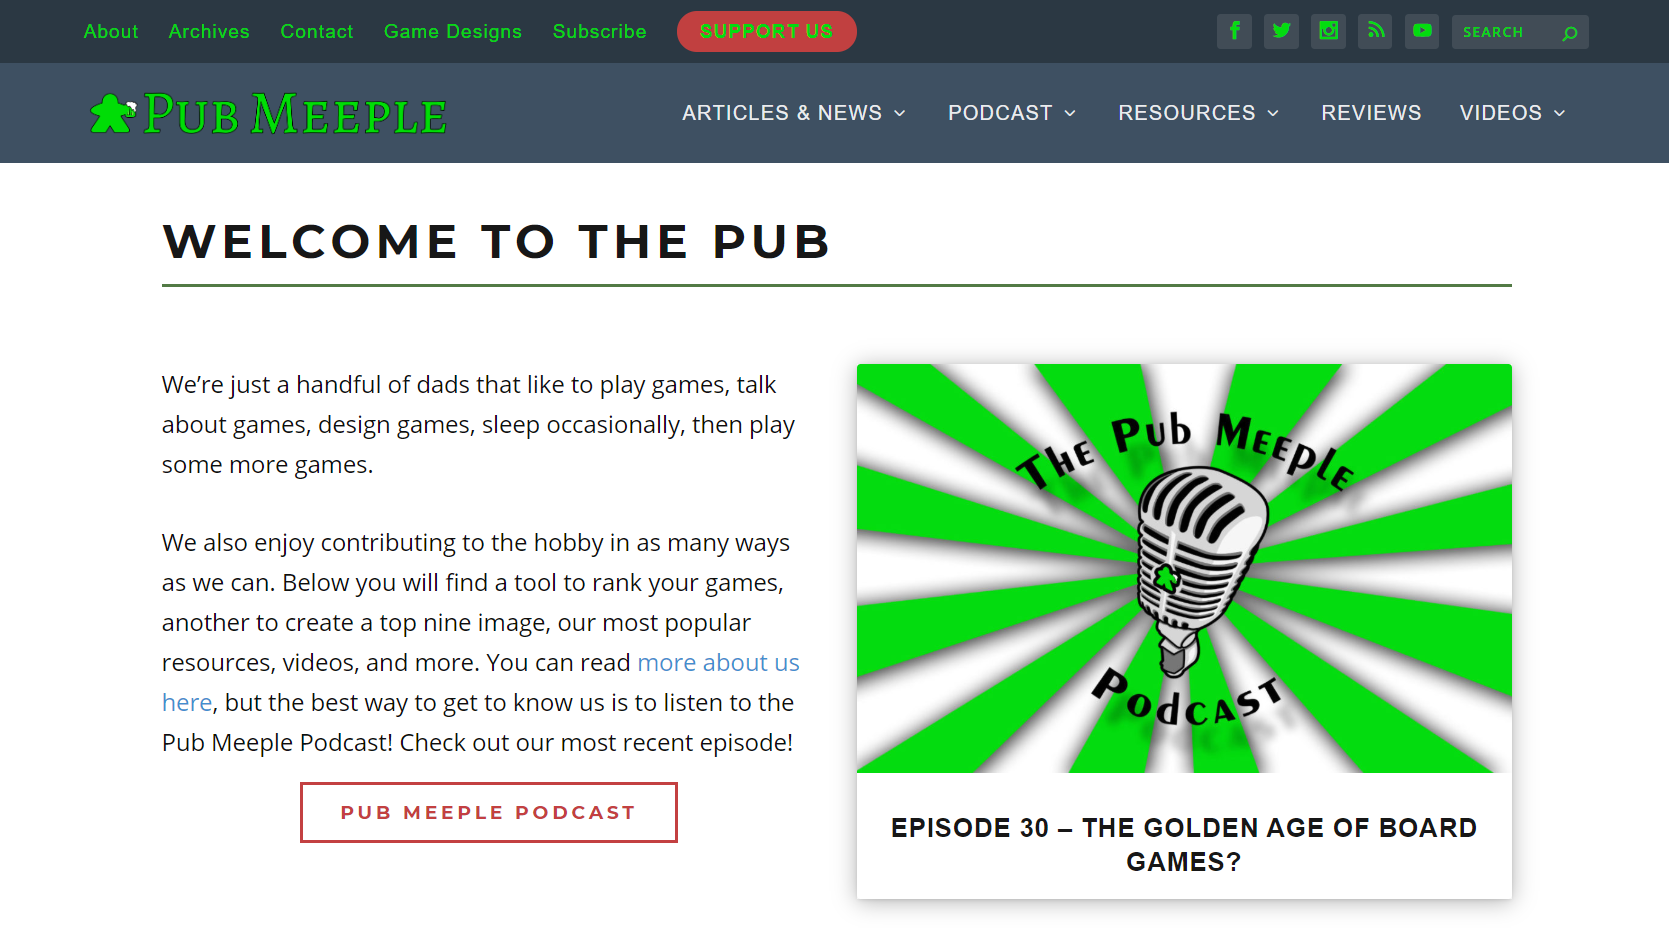 About Archives Contact Game Designs Subscribe SUPPORT US SEARCH
PUB MEEPLE
ARTICLES & NEWS PODCAST RESOURCES REVIEWS VIDEOS
WELCOME TO THE PUB
We’re just a handful of dads that like to play games, talk
about games, design games, sleep occasionally, then play
some more games.
We also enjoy contributing to the hobby in as many ways
as we can. Below you will find a tool to rank your games,
another to create a top nine image, our most popular
resources, videos, and more. You can read more about us
here, but the best way to get to know us is to listen to the
Pub Meeple Podcast! Check out our most recent episode!
PUB MEEPLE PODCAST
The Pub Meeple
Podcast
EPISODE 30 – THE GOLDEN AGE OF BOARD
GAMES?